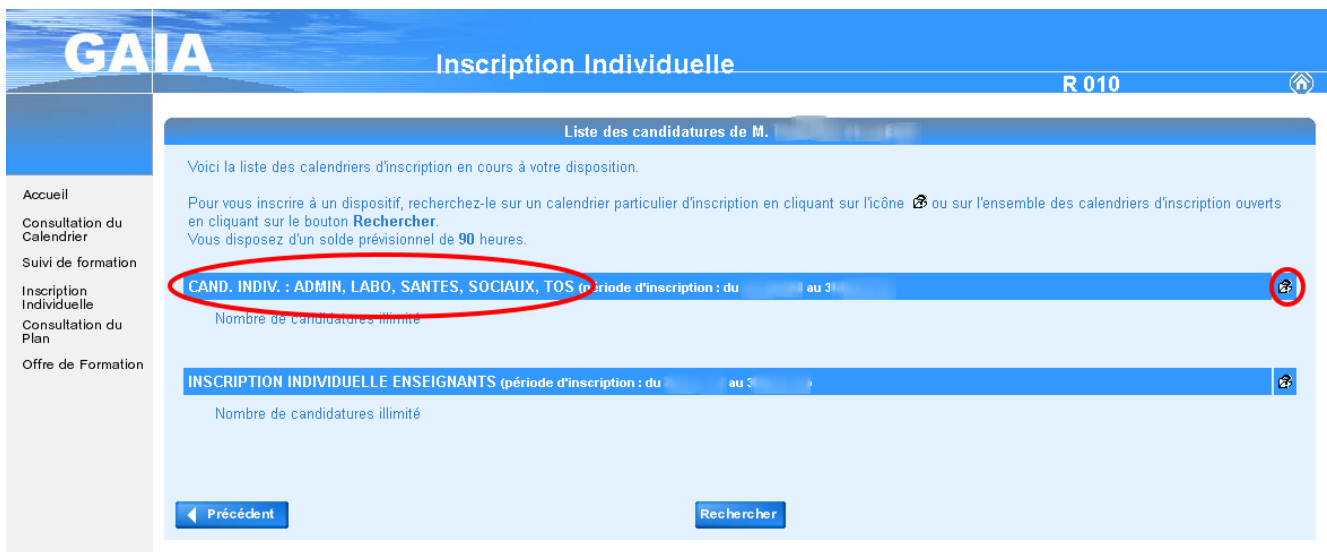 GAIA
Inscription Individuelle
R 010
Liste des candidatures de M.
Voici la liste des calendriers d'inscription en cours à votre disposition.
Accueil
Consultation du
Calendrier
Suivi de formation
Inscription
Individuelle
Consultation du
Plan
Offre de Formation
Pour vous inscrire à un dispositif, recherchez-le sur un calendrier particulier d'inscription en cliquant sur l'icône ou sur l'ensemble des calendriers d'inscription ouverts
en cliquant sur le bouton Rechercher.
Vous disposez d'un solde prévisionnel de 90 heures.
CAND. INDIV. : ADMIN, LABO, SANTES, SOCIAUX, TOS (période d'inscription : du au
Nombre de candidatures illimité
INSCRIPTION INDIVIDUELLE ENSEIGNANTS (période d'inscription : du au
Nombre de candidatures illimité
Précédent
Rechercher